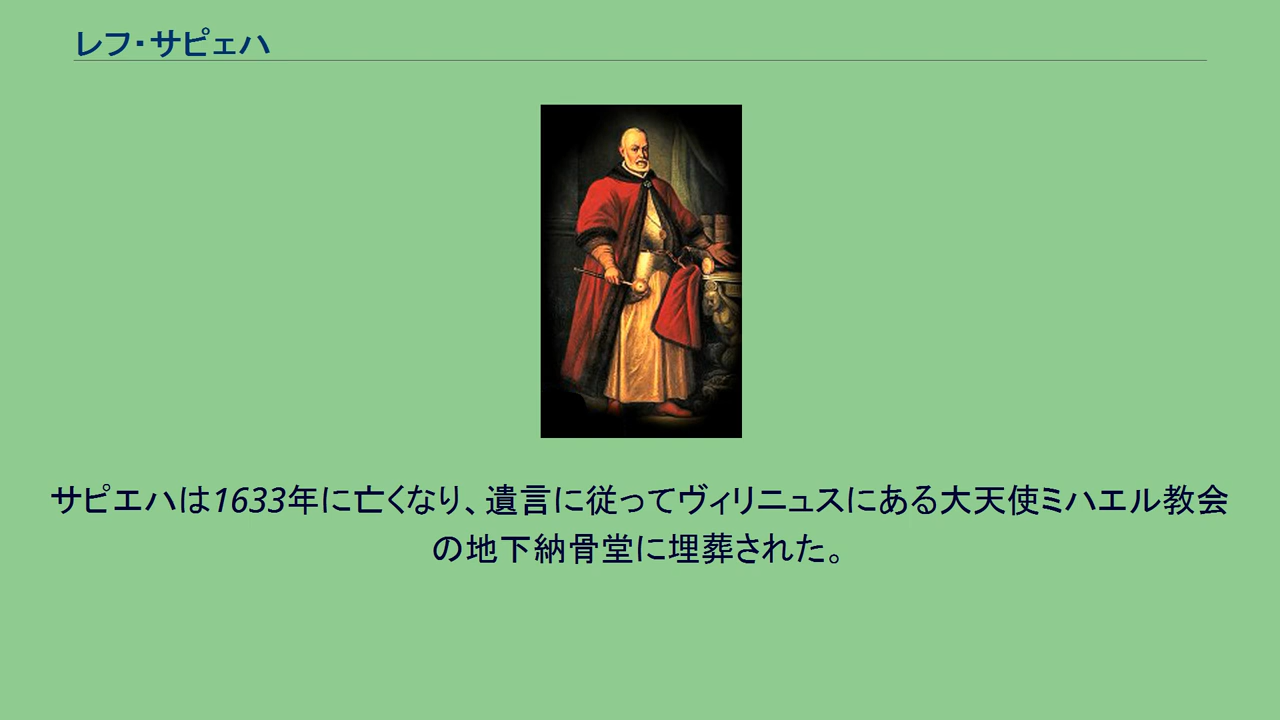 レフ・サピェハ
サピエハは1633年に亡くなり、遺言に従ってヴィリニュスにある大天使ミハエル教会
の地下納骨堂に埋葬された。